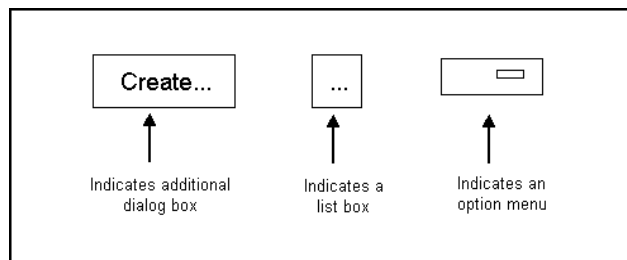 Create...
...
Indicates additional
dialog box
Indicates a
list box
Indicates an
option menu